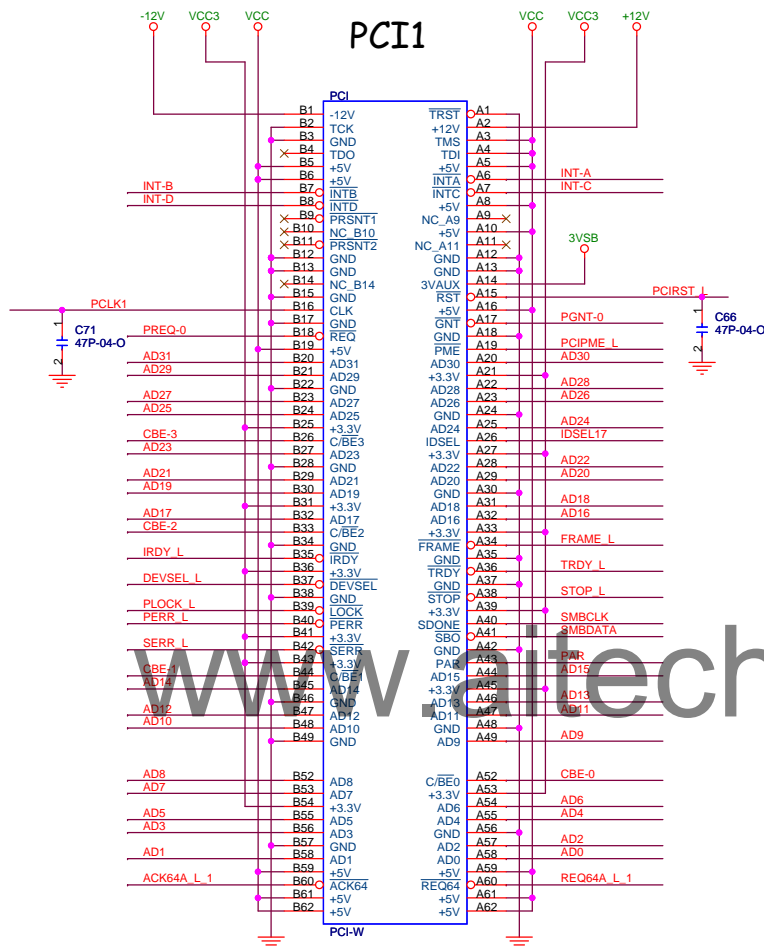 -12V VCC3 VCC PCI1 VCC VCC3 +12V
PCI
B1 -12V TRST A1
B2 TCK +12V A2
B3 GND TMS A3
B4 TDO TDI A4
B5 +5V +5V A5
B6 +5V INTA A6 INT-A
INT-B B7 INTB INTC A7 INT-C
INT-D B8 INTD +5V A8
B9 PRSNT1 NC_A9 A9
B10 NC_B10 +5V A10
B11 PRSNT2 NC_A11 A11 3VSB
B12 GND GND A12
B13 GND GND A13
B14 NC_B14 3VAUX A14
B15 GND RST A15 PCIRST_L
PCLK1 B16 CLK +5V A16
B17 GND GNT A17 PGNT-0
PREQ-0 B18 REQ GND A18
B19 +5V PME A19 PCIPME_L
AD31 B20 AD31 AD30 A20 AD30
AD29 B21 AD29 +3.3V A21
B22 GND AD28 A22 AD28
AD27 B23 AD27 AD26 A23 AD26
AD25 B24 AD25 GND A24
B25 +3.3V AD24 A25 AD24
CBE-3 B26 C/BE3 IDSEL A26 IDSEL17
AD23 B27 AD23 +3.3V A27
B28 GND AD22 A28 AD22
AD21 B29 AD21 AD20 A29 AD20
AD19 B30 AD19 GND A30
B31 +3.3V AD18 A31 AD18
AD17 B32 AD17 AD16 A32 AD16
CBE-2 B33 C/BE2 +3.3V A33
B34 GND FRAME A34 FRAME_L
IRDY_L B35 IRDY GND A35
B36 +3.3V TRDY A36 TRDY_L
DEVSEL_L B37 DEVSEL GND A37
B38 GND STOP A38 STOP_L
PLOCK_L B39 LOCK +3.3V A39
PERR_L B40 PERR SDONE A40 SMBCLK
B41 +3.3V SBO A41 SMBDATA
SERR_L B42 SERR GND A42
B43 +3.3V PAR A43 PAR
CBE-1 B44 C/BE1 AD15 A44 AD15
AD14 B45 AD14 +3.3V A45
B46 GND AD13 A46 AD13
AD12 B47 AD12 AD11 A47 AD11
AD10 B48 AD10 GND A48
B49 GND AD9 A49 AD9
AD8 B52 AD8 C/BE0 A52 CBE-0
AD7 B53 AD7 +3.3V A53
B54 +3.3V AD6 A54 AD6
AD5 B55 AD5 AD4 A55 AD4
AD3 B56 AD3 GND A56
B57 GND AD2 A57 AD2
AD1 B58 AD1 AD0 A58 AD0
B59 +5V +5V A59
ACK64A_L_1 B60 ACK64 REQ64 A60 REQ64A_L_1
B61 +5V +5V A61
B62 +5V +5V A62
PCI-W
1
C71
47P-04-O
2
1
C66
47P-04-O
2
www.aitech